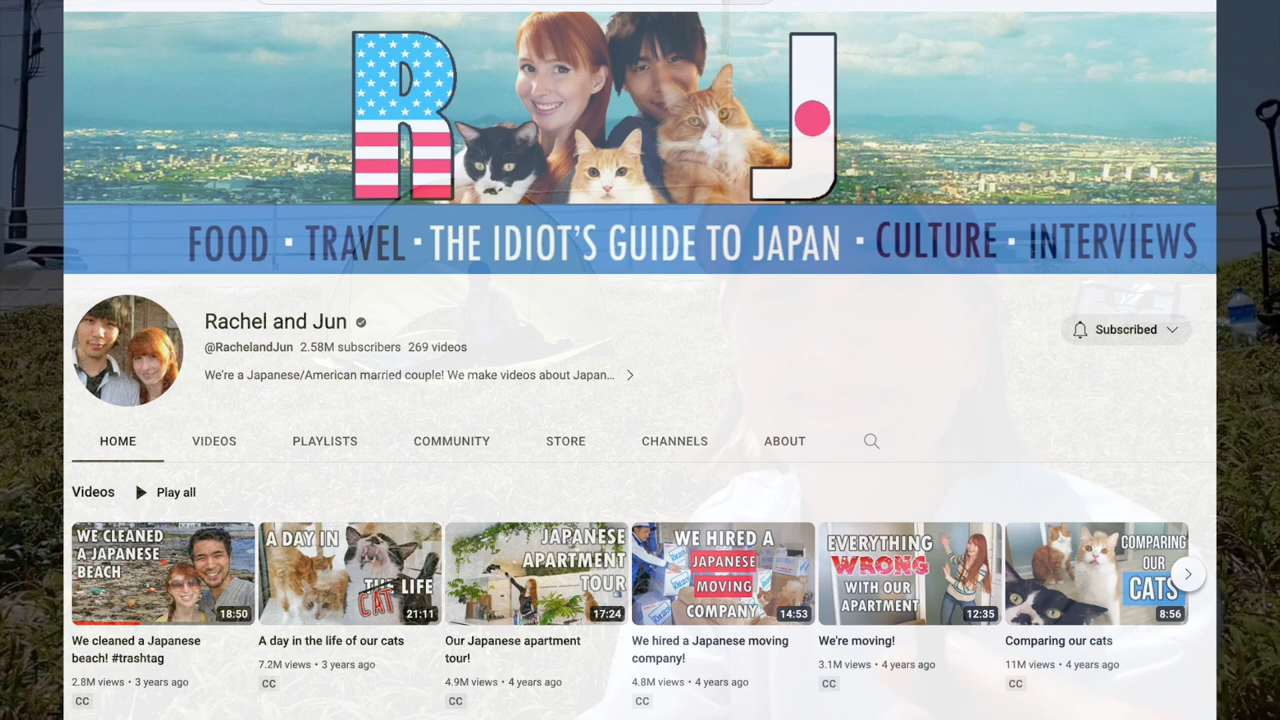 R J
FOOD · TRAVEL · THE IDIOT'S GUIDE TO JAPAN · CULTURE · INTERVIEWS
Rachel and Jun
@RachelandJun 2.58M subscribers 269 videos
We're a Japanese/American married couple! We make videos about Japan...
Subscribed
HOME VIDEOS PLAYLISTS COMMUNITY STORE CHANNELS ABOUT
Videos Play all
WE CLEANED
A JAPANESE
BEACH
18:50
We cleaned a Japanese
beach! #trashtag
2.8M views · 3 years ago
CC
A DAY IN
THE LIFE
CAT
21:11
A day in the life of our cats
7.2M views · 3 years ago
CC
JAPANESE
APARTMENT
TOUR
17:24
Our Japanese apartment
tour!
4.9M views · 4 years ago
CC
WE HIRED A
JAPANESE
MOVING
COMPANY
14:53
We hired a Japanese moving
company!
4.8M views · 4 years ago
CC
EVERYTHING
WRONG
WITH OUR
APARTMENT
12:35
We're moving!
3.1M views · 4 years ago
CC
COMPARING
OUR
CATS
8:56
Comparing our cats
11M views · 4 years ago
CC